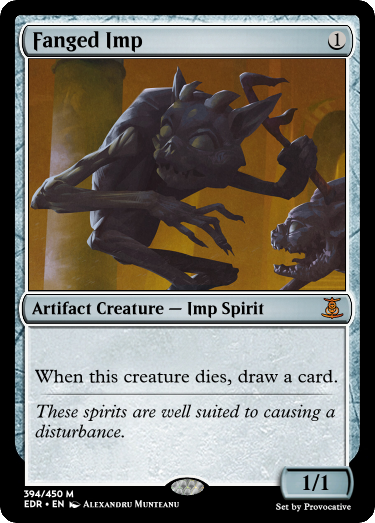 Fanged Imp 1
Artifact Creature — Imp Spirit
When this creature dies, draw a card.
These spirits are well suited to causing a
disturbance.
1/1
394/450 M
EDR • EN Alexandru Munteanu
Set by Provocative